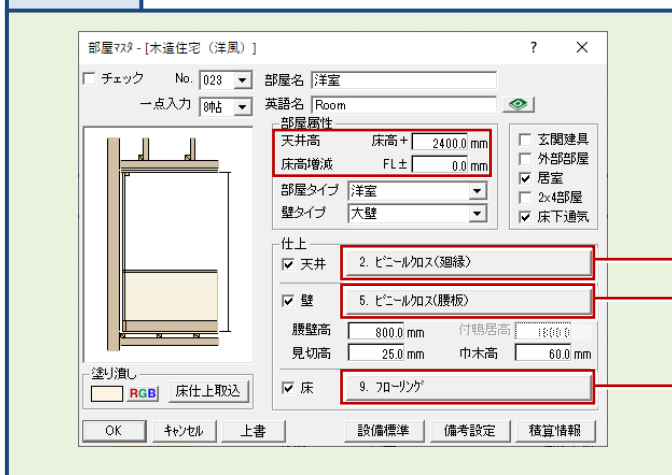 部屋マスタ - [木造住宅（洋風）] ? ×
チェック No. 023 部屋名 洋室
一点入力 8帖 英語名 Room
部屋属性
天井高 床高+ 2400.0 mm
床高増減 FL± 0.0 mm
部屋タイプ 洋室
壁タイプ 大壁
玄関建具
外部部屋
居室
2x4部屋
床下通気
仕上
天井 2. ビニールクロス(廻縁)
壁 5. ビニールクロス(腰板)
腰壁高 800.0 mm 付鴨居高 1800.0
見切高 25.0 mm 巾木高 60.0 mm
床 9. フローリング
塗り潰し
RGB 床仕上取込
OK キャンセル 上書 設備標準 備考設定 積算情報